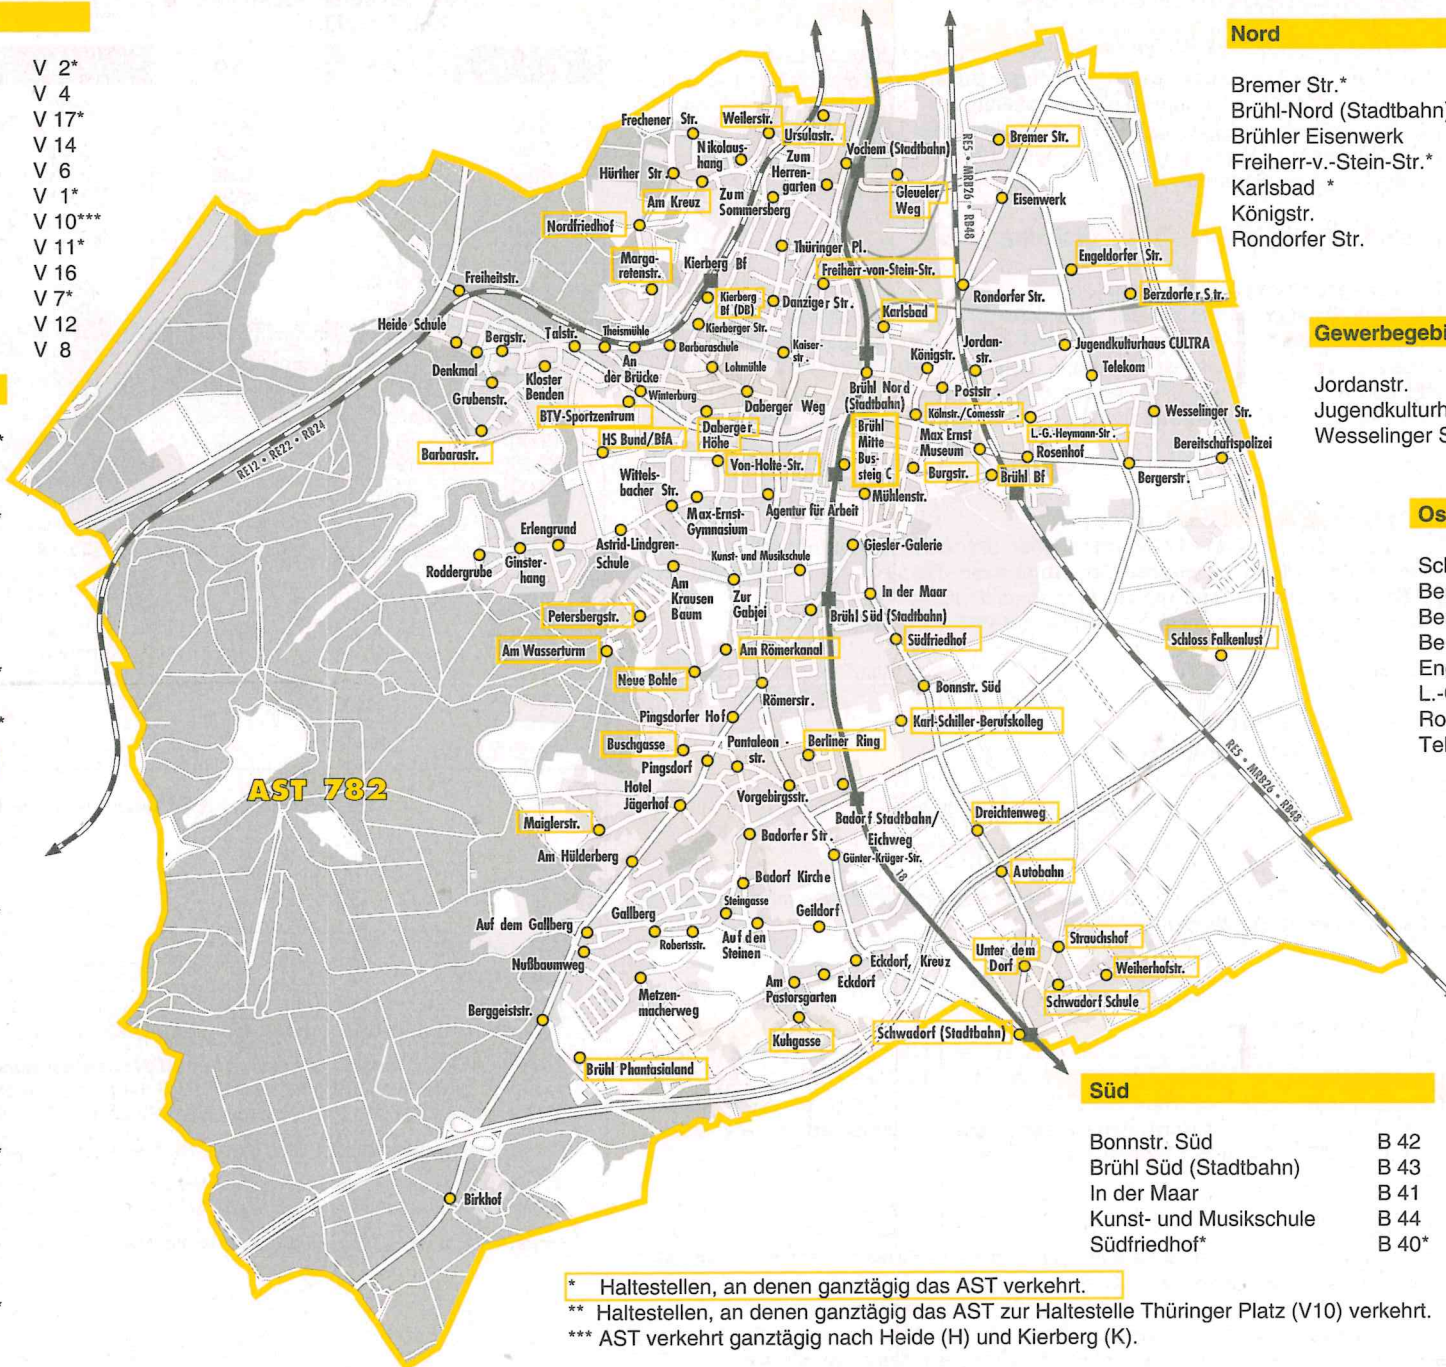 V 2*
V 4
V 17*
V 14
V 6
V 1*
V 10***
V 11*
V 16
V 7*
V 12
V 8
*
*
*
*
*
*
Nord
Bremer Str.*
Brühl-Nord (Stadtbahn)
Brühler Eisenwerk
Freiherr-v.-Stein-Str.*
Karlsbad *
Königstr.
Rondorfer Str.
Gewerbegebi
Jordanstr.
Jugendkulturh
Wesselinger S
Os
Sch
Be
Be
Be
En
L.-
Ro
Tel
Frechener Str.
Weilerstr.
Ursulastr.
Nikolaus-
hang
Zum
Herren-
garten
Vochem (Stadtbahn)
Bremer Str.
Hürther Str.
Am Kreuz
Zum
Sommersberg
Gleueler
Weg
Eisenwerk
Nordfriedhof
Thüringer Pl.
RE5 • MRB26 • RB48
Marga-
retenstr.
Kierberg Bf
Freiherr-von-Stein-Str.
Engeldorfer Str.
Freiheitstr.
Kierberg
Bf (DB)
Danziger Str.
Rondorfer Str.
Berzdorfer Str.
Heide Schule
Bergstr.
Talstr.
Theismühle
Kierberger Str.
Karlsbad
Barbaraschule
Kaiser-
str.
Königstr.
Jordan-
str.
Jugendkulturhaus CULTRA
Denkmal
Kloster
Benden
An
der Brücke
Lohmühle
Telekom
Grubenstr.
Winterburg
Daberger Weg
Brühl Nord
(Stadtbahn)
Poststr.
BTV-Sportzentrum
Daberger
Höhe
Kölnstr./Comesstr.
L.-G.-Heymann-Str.
Wesselinger Str.
HS Bund/BfA
Brühl
Mitte
Bus-
steig C
Max Ernst
Museum
Rosenhof
Bereitschaftspolizei
Barbarastr.
Von-Holte-Str.
Burgstr.
Brühl Bf
Bergerstr.
RE12 • RE22 • RB24
Wittels-
bacher Str.
Max-Ernst-
Gymnasium
Agentur für Arbeit
Mühlenstr.
Erlengrund
Astrid-Lindgren-
Schule
Giesler-Galerie
Roddergrube
Ginster-
hang
Kunst- und Musikschule
Am
Krausen
Baum
Zur
Gabjei
In der Maar
Petersbergstr.
Brühl Süd (Stadtbahn)
Am Wasserturm
Am Römerkanal
Südfriedhof
Schloss Falkenlust
Neue Bohle
Römerstr.
Bonnstr. Süd
Pingsdorfer Hof
Karl-Schiller-Berufskolleg
Buschgasse
Pantaleon
str.
Berliner Ring
Pingsdorf
RE5 • MRB26 • RB48
AST 782
Hotel
Jägerhof
Vorgebirgsstr.
Maiglerstr.
Badorfer Str.
Badorf Stadtbahn/
Eichweg
Dreichtenweg
Am Hülderberg
Günter-Krüger-Str.
18
Autobahn
Badorf Kirche
Steingasse
Auf dem Gallberg
Gallberg
Geildorf
Robertsstr.
Auf den
Steinen
Strauchshof
Nußbaumweg
Unter dem
Dorf
Eckdorf, Kreuz
Weiherhofstr.
Metzen-
macherweg
Am
Pastorsgarten
Eckdorf
Schwadorf Schule
Berggeiststr.
Kuhgasse
Schwadorf (Stadtbahn)
Brühl Phantasialand
Birkhof
Süd
Bonnstr. Süd B 42
Brühl Süd (Stadtbahn) B 43
In der Maar B 41
Kunst- und Musikschule B 44
Südfriedhof* B 40*
* Haltestellen, an denen ganztägig das AST verkehrt.
** Haltestellen, an denen ganztägig das AST zur Haltestelle Thüringer Platz (V10) verkehrt.
*** AST verkehrt ganztägig nach Heide (H) und Kierberg (K).